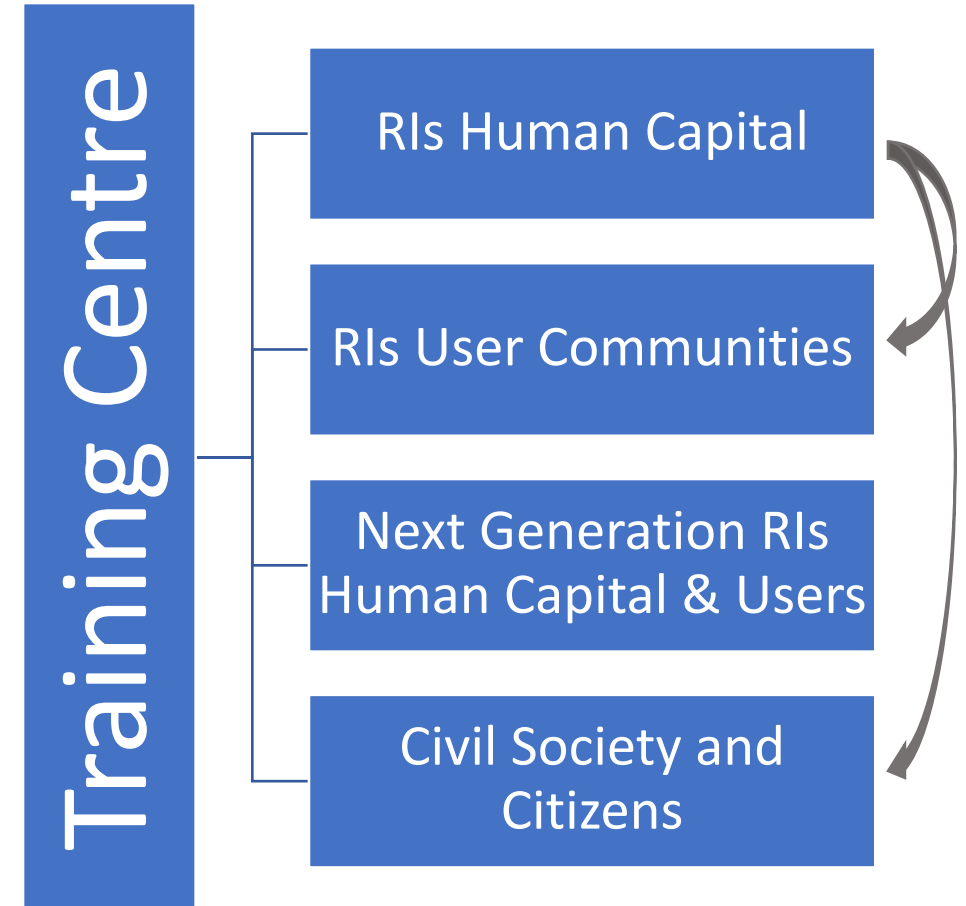 Training Centre
RIs Human Capital
RIs User Communities
Next Generation RIs
Human Capital & Users
Civil Society and
Citizens